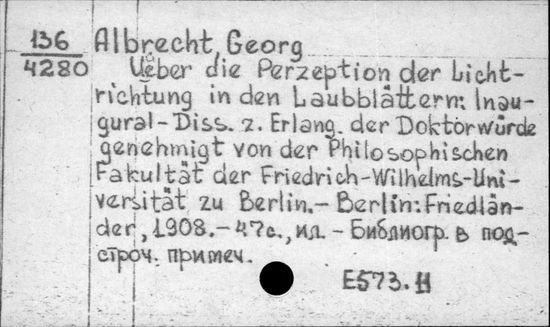 136 Albrecht, Georg
4280 Ueber die Perzeption der Licht-
richtung in den Laubblättern: Inau-
gural-Diss. z. Erlang. der Doktorwürde
genehmigt von der Philosophischen
Fakultät der Friedrich-Wilhelms-Uni-
versität zu Berlin.- Berlin: Friedlän-
der, 1908.- 47с., ил. - Библиогр. в под-
строч. примеч.
Е573.11